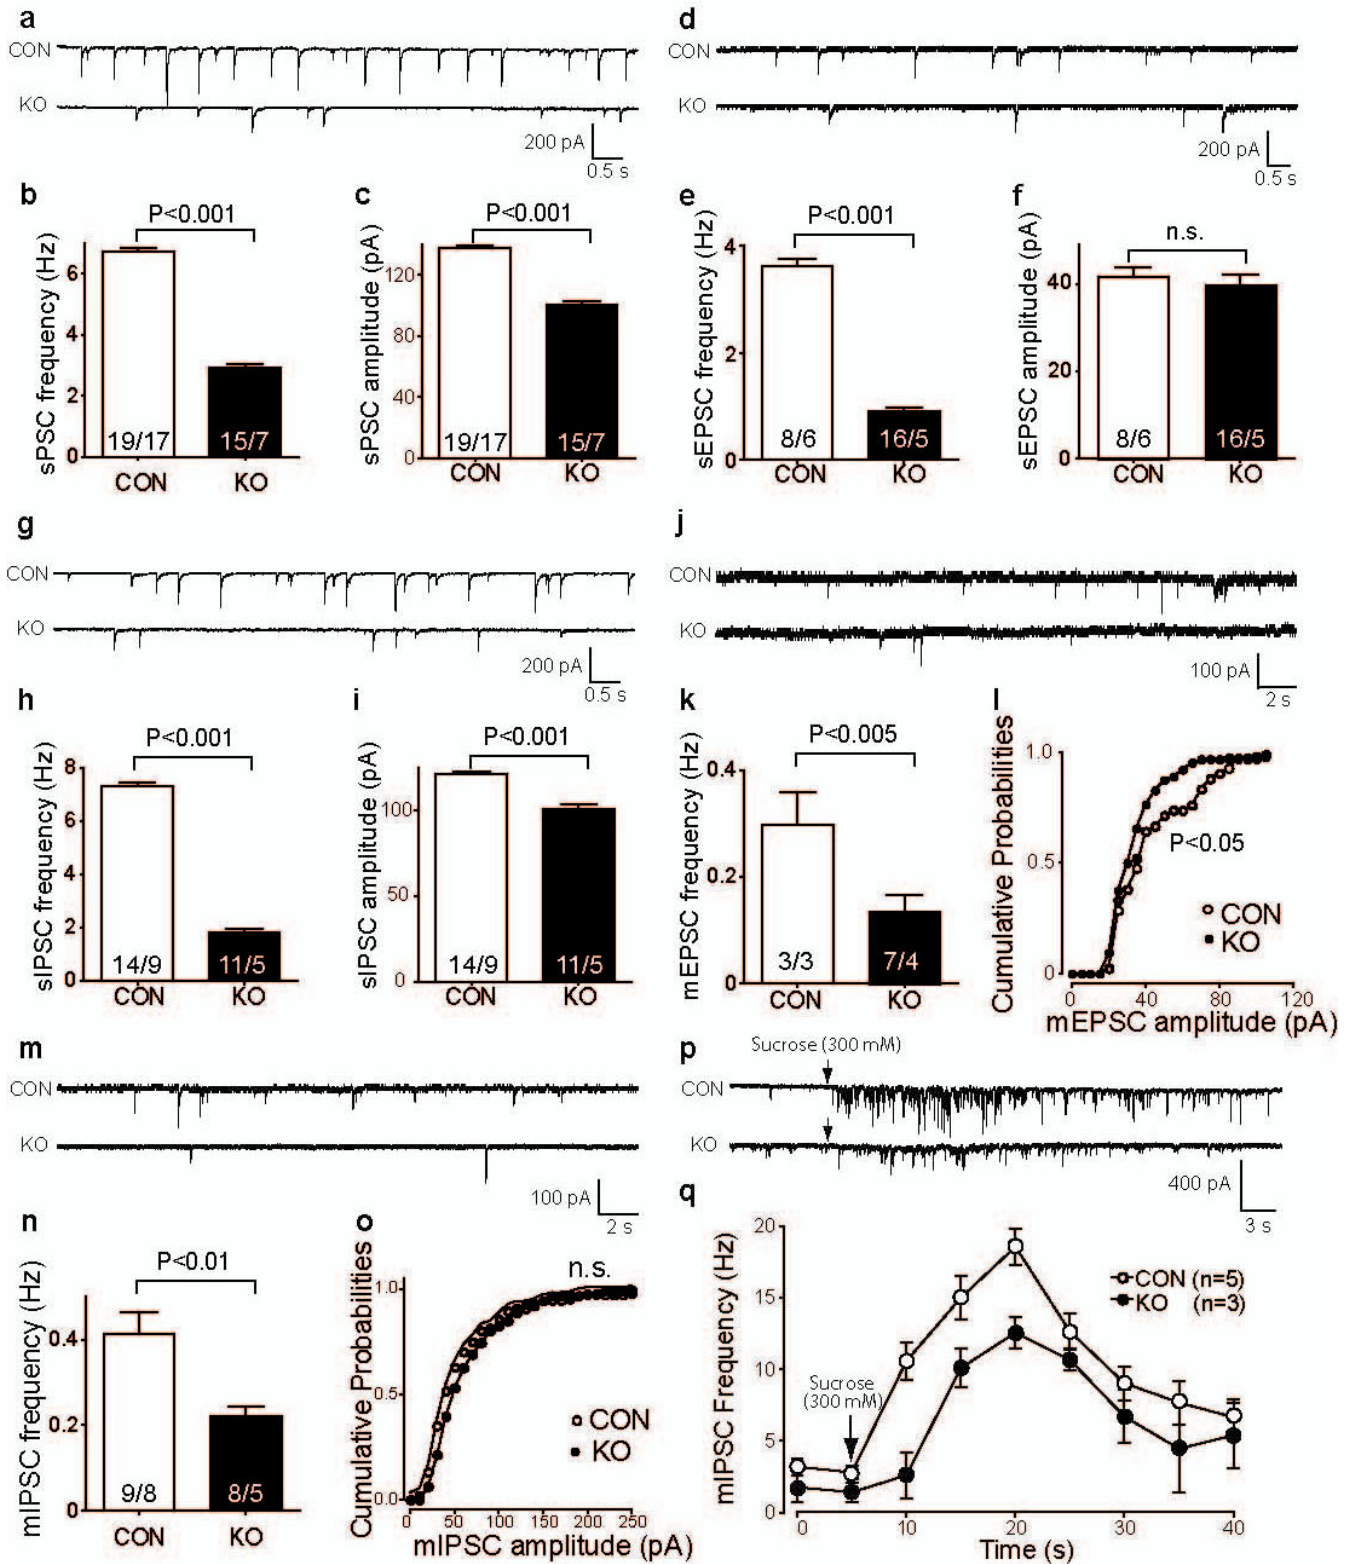 a
CON
KO
200 pA
0.5 s
d
CON
KO
200 pA
0.5 s
b
P<0.001
sPSC frequency (Hz)
6
4
2
0
19/17
15/7
CON
KO
c
P<0.001
sPSC amplitude (pA)
120
80
40
0
19/17
15/7
CON
KO
e
P<0.001
sEPSC frequency (Hz)
4
2
0
8/6
16/5
CON
KO
f
n.s.
sEPSC amplitude (pA)
40
20
0
8/6
16/5
CON
KO
g
CON
KO
200 pA
0.5 s
j
CON
KO
100 pA
2 s
h
P<0.001
sIPSC frequency (Hz)
8
6
4
2
0
14/9
11/5
CON
KO
i
P<0.001
sIPSC amplitude (pA)
100
50
0
14/9
11/5
CON
KO
k
P<0.005
mEPSC frequency (Hz)
0.4
0.2
0
3/3
7/4
CON
KO
l
Cumulative Probabilities
1.0
0.5
0
P<0.05
CON
KO
0 40 80 120
mEPSC amplitude (pA)
m
CON
KO
100 pA
2 s
p
Sucrose (300 mM)
CON
KO
400 pA
3 s
n
P<0.01
mIPSC frequency (Hz)
0.4
0.2
0
9/8
8/5
CON
KO
o
n.s.
Cumulative Probabilities
1.0
0.5
0.0
CON
KO
0 50 100 150 200 250
mIPSC amplitude (pA)
q
mIPSC Frequency (Hz)
20
15
10
5
0
CON (n=5)
KO (n=3)
Sucrose
(300 mM)
0 10 20 30 40
Time (s)